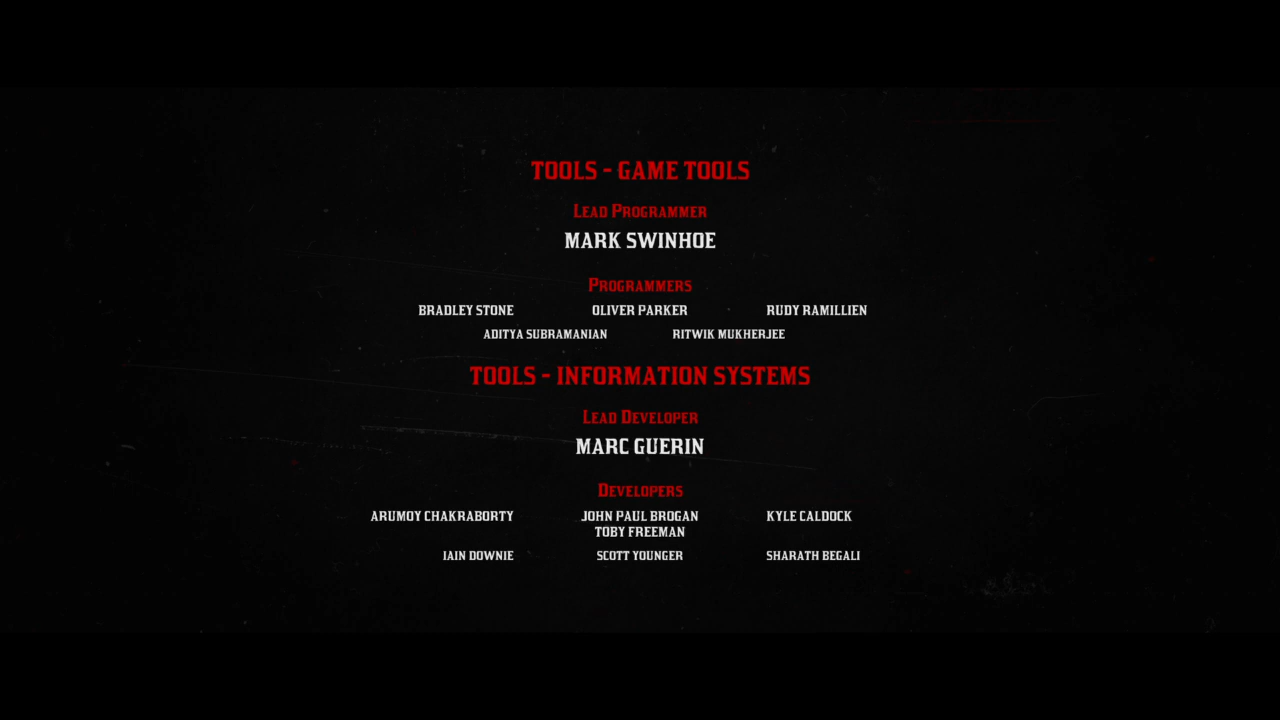 TOOLS - GAME TOOLS
LEAD PROGRAMMER
MARK SWINHOE
PROGRAMMERS
BRADLEY STONE OLIVER PARKER RUDY RAMILLIEN
ADITYA SUBRAMANIAN RITWIK MUKHERJEE
TOOLS - INFORMATION SYSTEMS
LEAD DEVELOPER
MARC GUERIN
DEVELOPERS
ARUMOY CHAKRABORTY JOHN PAUL BROGAN KYLE CALDOCK
TOBY FREEMAN
IAIN DOWNIE SCOTT YOUNGER SHARATH BEGALI